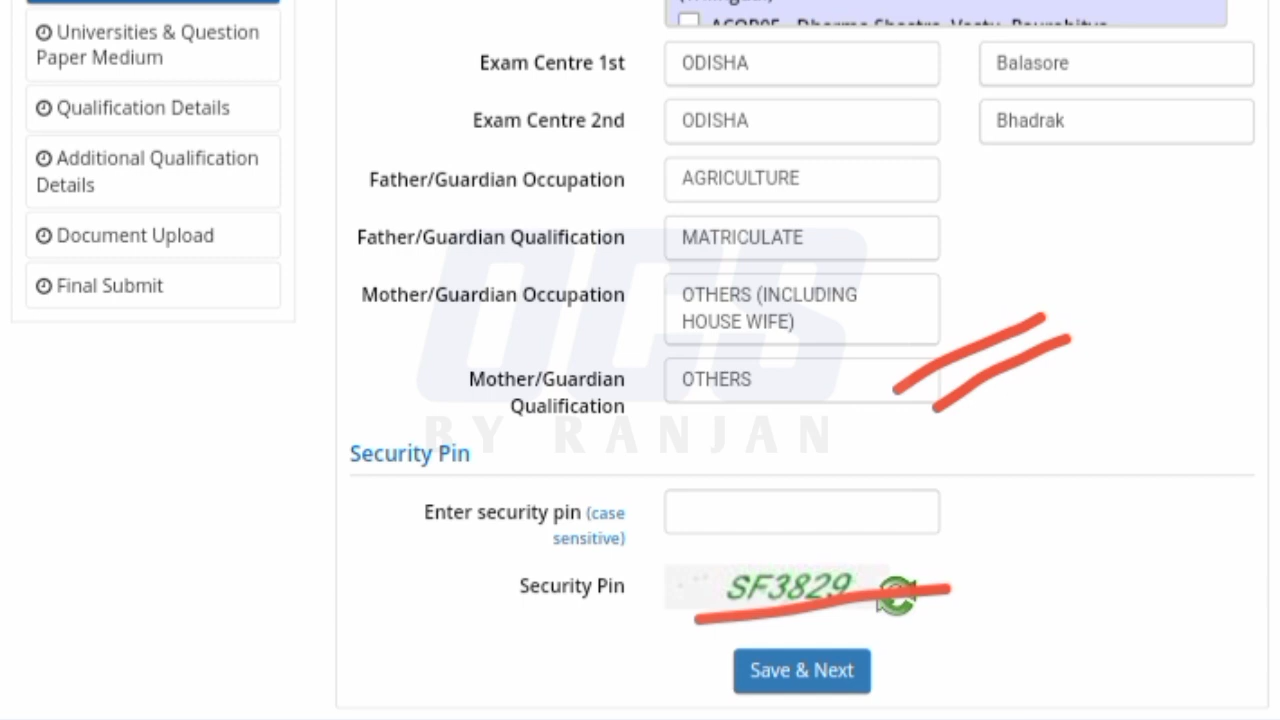 Universities & Question
Paper Medium
Qualification Details
Additional Qualification
Details
Document Upload
Final Submit
Exam Centre 1st ODISHA Balasore
Exam Centre 2nd ODISHA Bhadrak
Father/Guardian Occupation AGRICULTURE
Father/Guardian Qualification MATRICULATE
Mother/Guardian Occupation OTHERS (INCLUDING
HOUSE WIFE)
Mother/Guardian OTHERS
Qualification
OCS
BY RANJAN
Security Pin
Enter security pin (case
sensitive)
Security Pin SF3829
Save & Next